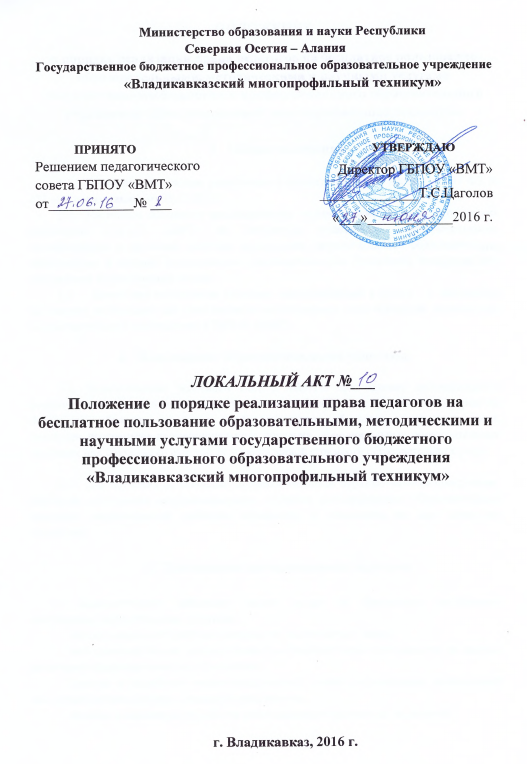 Министерство образования и науки Республики
Северная Осетия – Алания
Государственное бюджетное профессиональное образовательное учреждение
«Владикавказский многопрофильный техникум»
ПРИНЯТО
Решением педагогического
совета ГБПОУ «ВМТ»
от 27.06.16 № 2
УТВЕРЖДАЮ
Директор ГБПОУ «ВМТ»
Т.С.Цаголов
«27» июня 2016 г.
ЛОКАЛЬНЫЙ АКТ № 10
Положение о порядке реализации права педагогов на
бесплатное пользование образовательными, методическими и
научными услугами государственного бюджетного
профессионального образовательного учреждения
«Владикавказский многопрофильный техникум»
г. Владикавказ, 2016 г.